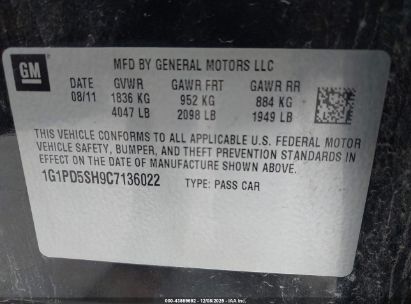 GM
MFD BY GENERAL MOTORS LLC
DATE GVWR GAWR FRT GAWR RR
08/11 1836 KG 952 KG 884 KG
4047 LB 2098 LB 1949 LB
THIS VEHICLE CONFORMS TO ALL APPLICABLE U.S. FEDERAL MOTOR
VEHICLE SAFETY, BUMPER, AND THEFT PREVENTION STANDARDS IN
EFFECT ON THE DATE OF MANUFACTURE SHOWN ABOVE.
1G1PD5SH9C7136022 TYPE: PASS CAR